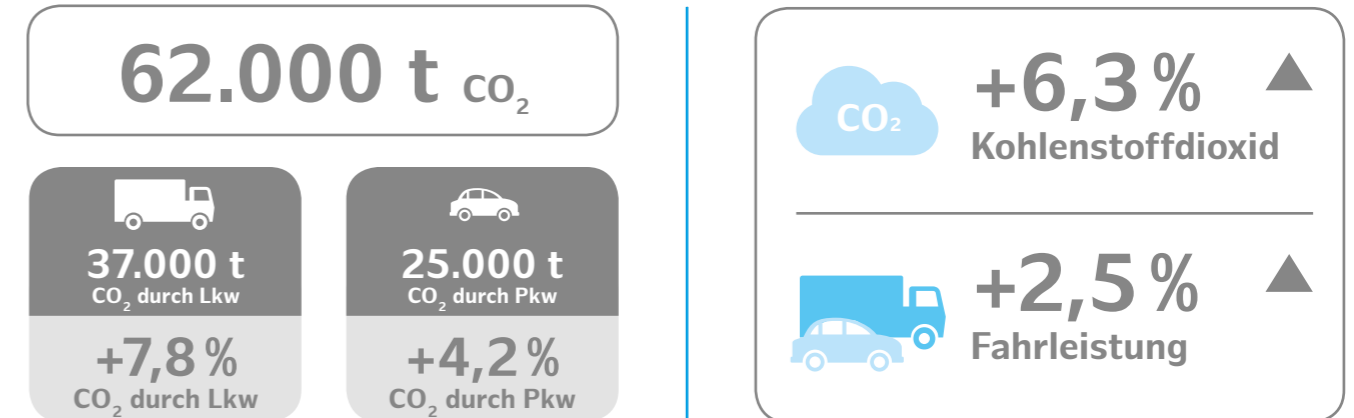 62.000 t CO₂
37.000 t
CO₂ durch Lkw
+7,8 %
CO₂ durch Lkw
25.000 t
CO₂ durch Pkw
+4,2 %
CO₂ durch Pkw
CO₂
+6,3 %
Kohlenstoffdioxid
+2,5 %
Fahrleistung